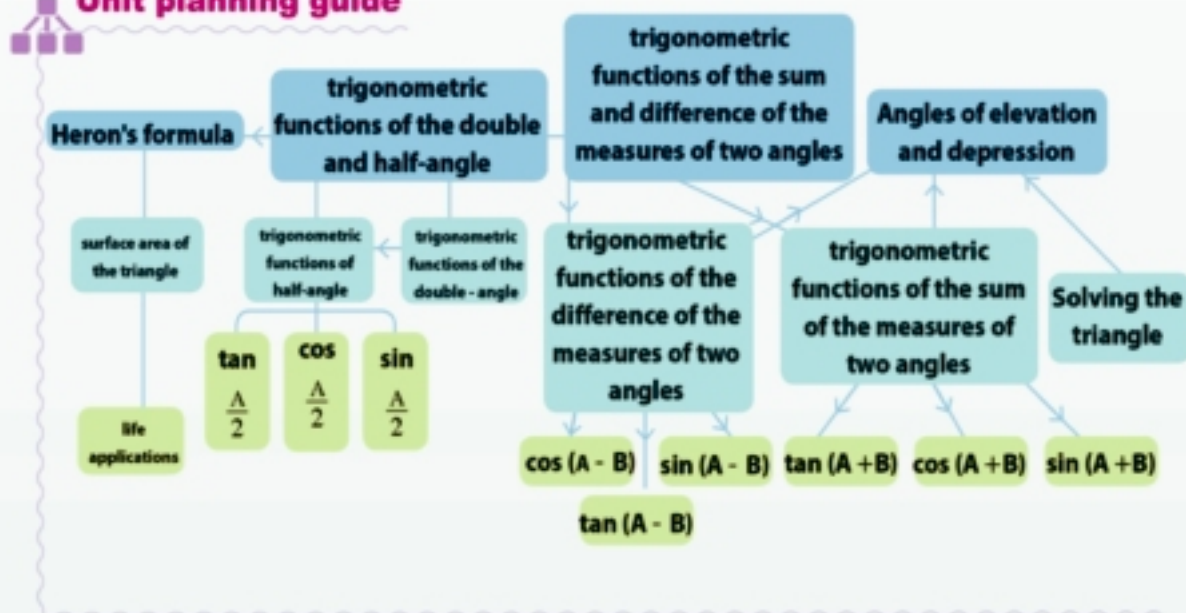 Unit planning guide
trigonometric
functions of the sum
and difference of the
measures of two angles
trigonometric
functions of the double
and half-angle
Heron's formula
Angles of elevation
and depression
surface area of
the triangle
trigonometric
functions of
half-angle
trigonometric
functions of the
double - angle
trigonometric
functions of the
difference of the
measures of two
angles
trigonometric
functions of the sum
of the measures of
two angles
Solving the
triangle
tan
A
2
cos
A
2
sin
A
2
life
applications
cos (A - B)
sin (A - B)
tan (A +B)
cos (A +B)
sin (A +B)
tan (A - B)